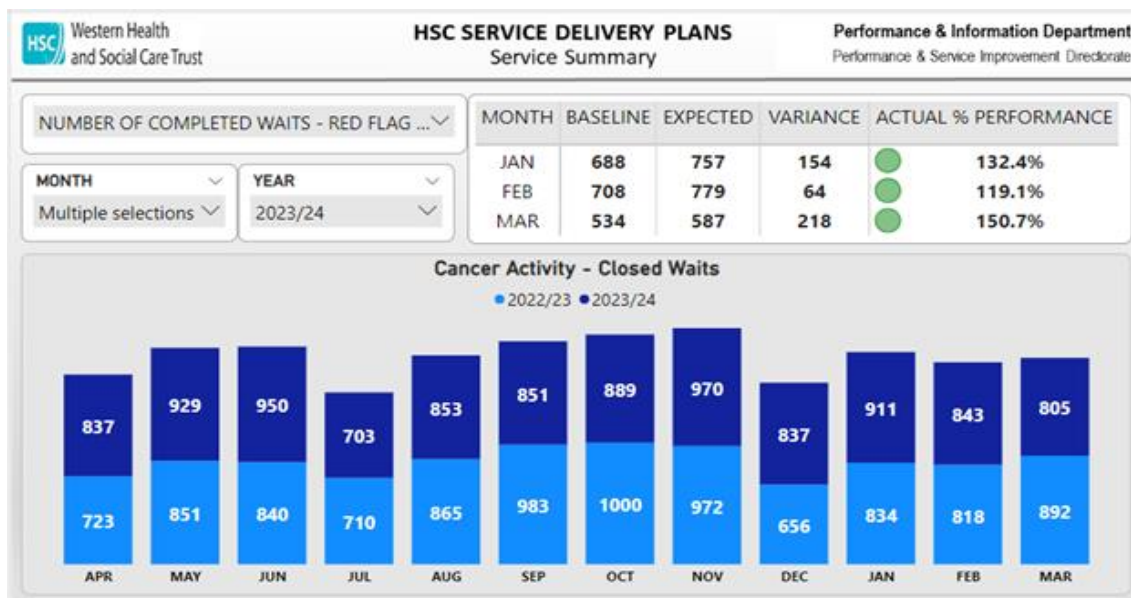 HSC
Western Health
and Social Care Trust
HSC SERVICE DELIVERY PLANS
Service Summary
Performance & Information Department
Performance & Service Improvement Directorate
NUMBER OF COMPLETED WAITS - RED FLAG ...
MONTH
Multiple selections
YEAR
2023/24
MONTH BASELINE EXPECTED VARIANCE ACTUAL % PERFORMANCE
JAN 688 757 154 132.4%
FEB 708 779 64 119.1%
MAR 534 587 218 150.7%
Cancer Activity - Closed Waits
2022/23 2023/24
837 929 950 703 853 851 889 970 837 911 843 805
723 851 840 710 865 983 1000 972 656 834 818 892
APR MAY JUN JUL AUG SEP OCT NOV DEC JAN FEB MAR